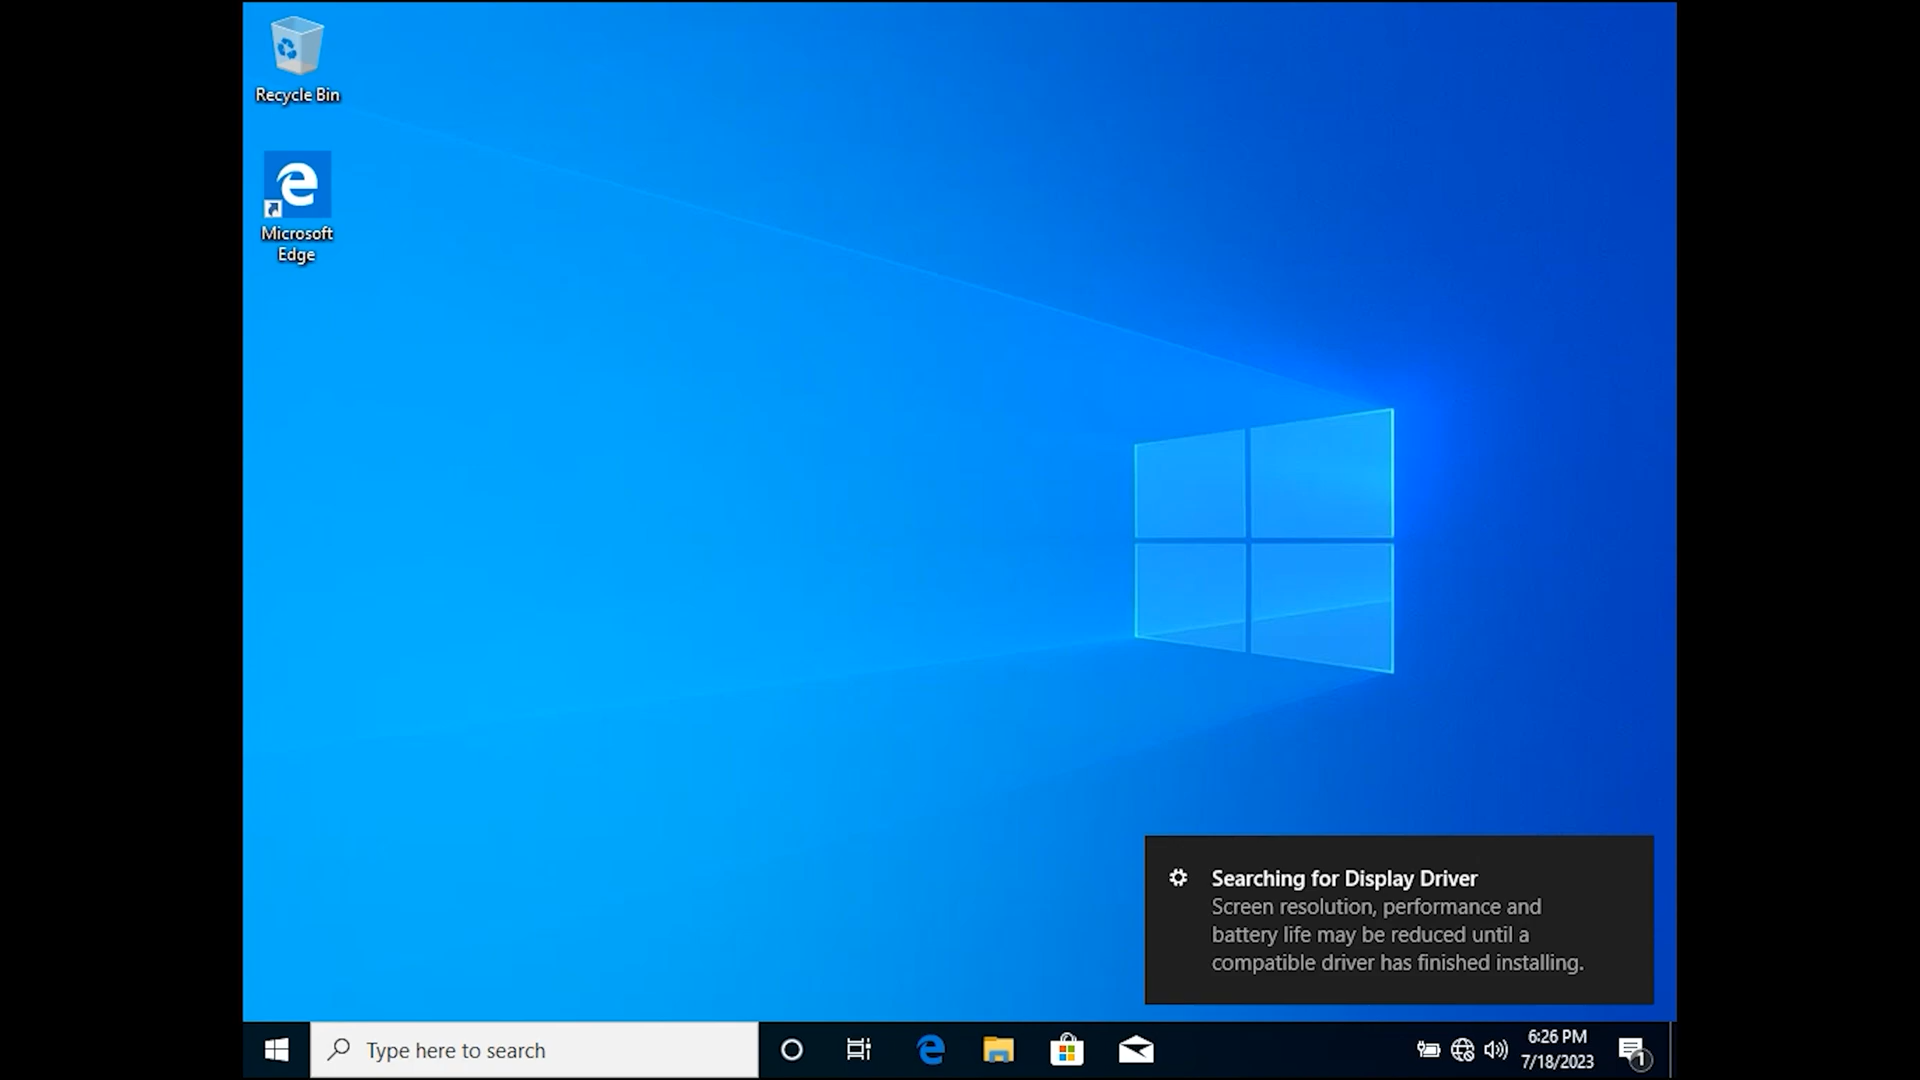 Recycle Bin
Microsoft
Edge
Searching for Display Driver
Screen resolution, performance and
battery life may be reduced until a
compatible driver has finished installing.
Type here to search
6:26 PM
7/18/2023
1